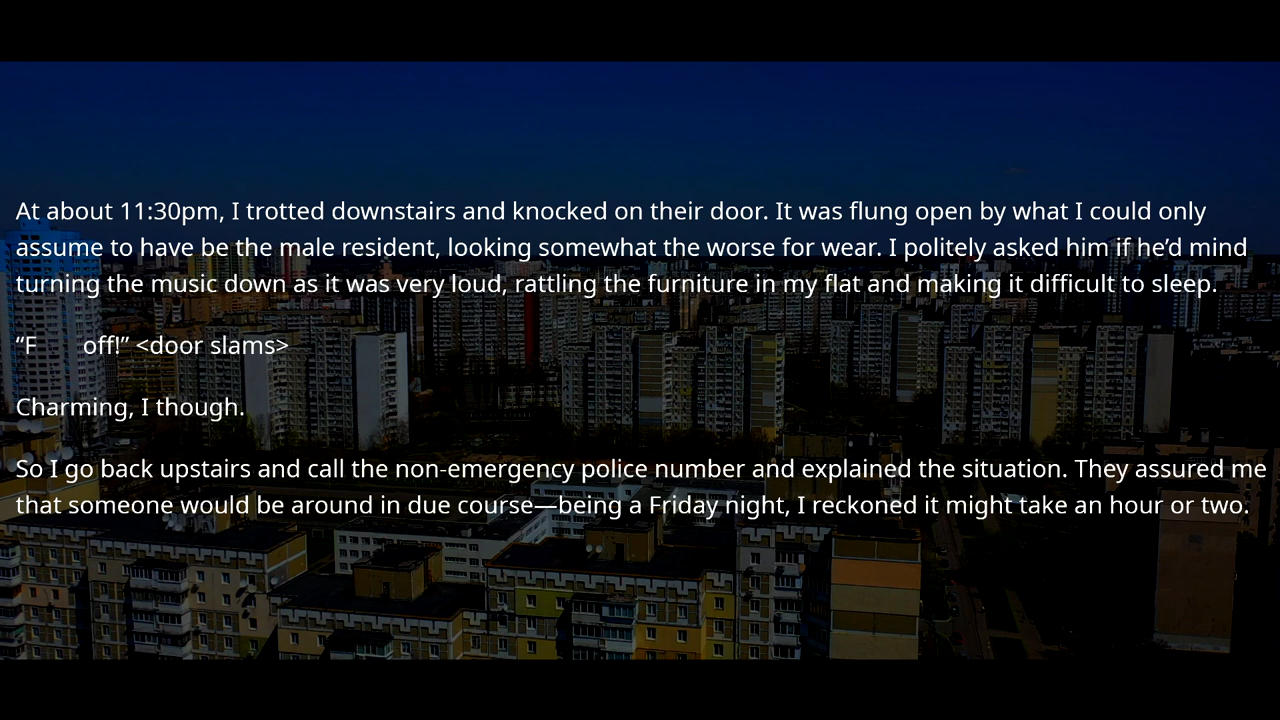 At about 11:30pm, I trotted downstairs and knocked on their door. It was flung open by what I could only
assume to have be the male resident, looking somewhat the worse for wear. I politely asked him if he’d mind
turning the music down as it was very loud, rattling the furniture in my flat and making it difficult to sleep.
“F off!” <door slams>
Charming, I though.
So I go back upstairs and call the non-emergency police number and explained the situation. They assured me
that someone would be around in due course—being a Friday night, I reckoned it might take an hour or two.